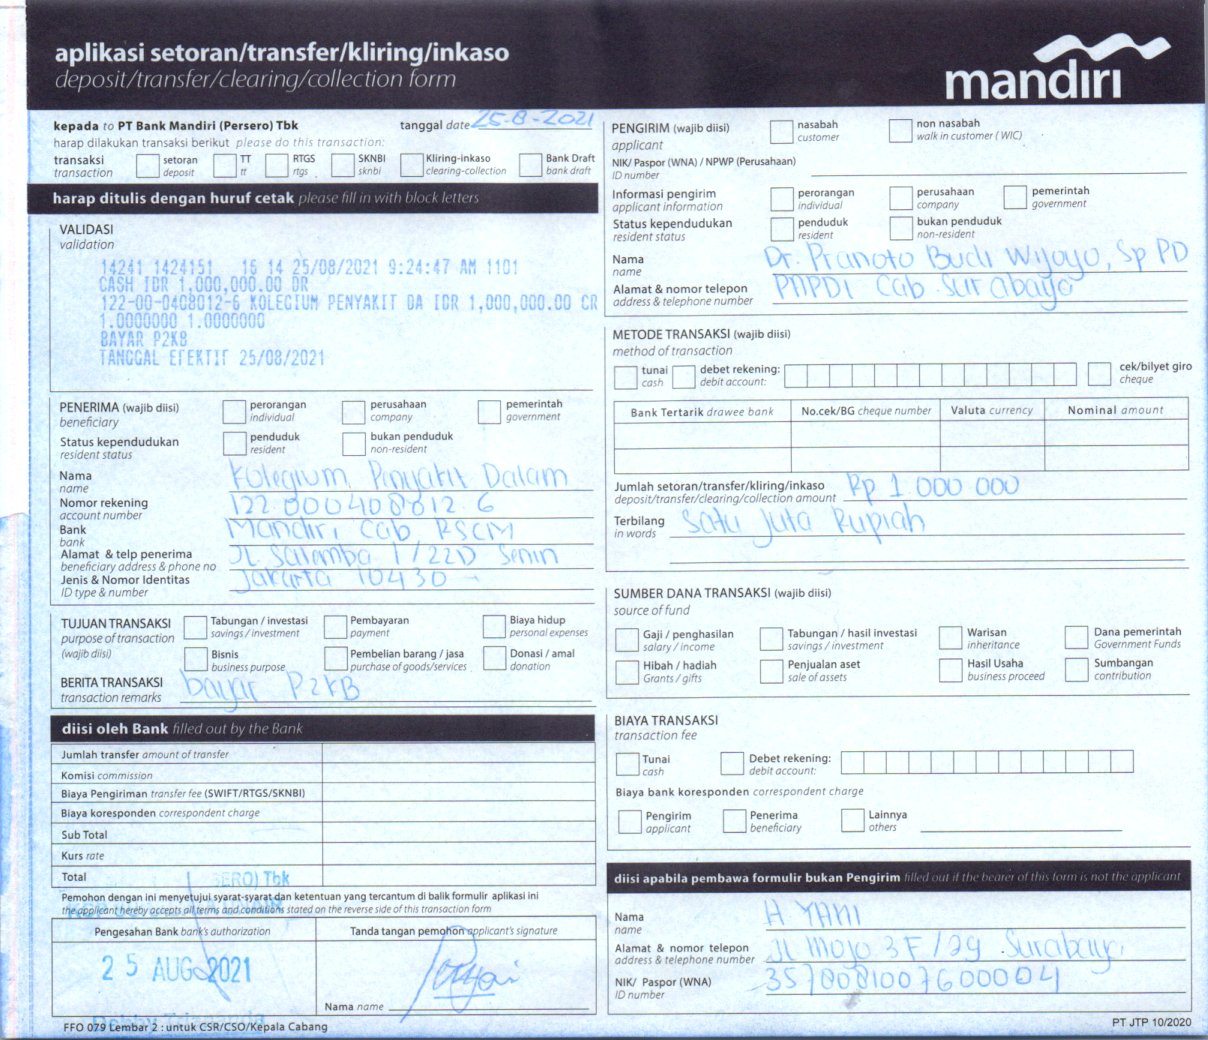 aplikasi setoran/transfer/kliring/inkaso
deposit/transfer/clearing/collection form
mandiri
kepada to PT Bank Mandiri (Persero) Tbk
tanggal date 25-8-2021
harap dilakukan transaksi berikut please do this transaction:
transaksi transaction
setoran deposit
TT tt
RTGS rtgs
SKNBI sknbi
Kliring-inkaso clearing-collection
Bank Draft bank draft
harap ditulis dengan huruf cetak please fill in with block letters
VALIDASI
validation
14241 1424151 16 14 25/08/2021 9:24:47 AM 1101
CASH IDR 1,000,000.00 DR
122-00-0408012-6 KOLEGIUM PENYAKIT DA IDR 1,000,000.00 CR
1.0000000 1.0000000
BAYAR P2KB
TANGGAL EFEKTIF 25/08/2021
PENERIMA (wajib diisi)
beneficiary
perorangan individual
perusahaan company
pemerintah government
Status kependudukan
resident status
penduduk resident
bukan penduduk non-resident
Nama Kolegium Penyakit Dalam
name
Nomor rekening 122 000408012 6
account number
Bank Mandiri Cab RSCM
bank
Alamat & telp penerima Jl Salemba 1/22D Senin
beneficiary address & phone no
Jenis & Nomor Identitas Jakarta 10430 -
ID type & number
TUJUAN TRANSAKSI
purpose of transaction
(wajib diisi)
Tabungan / investasi savings / investment
Pembayaran payment
Biaya hidup personal expenses
Bisnis business purpose
Pembelian barang / jasa purchase of goods/services
Donasi / amal donation
BERITA TRANSAKSI bayar P2KB
transaction remarks
diisi oleh Bank filled out by the Bank
Jumlah transfer amount of transfer
Komisi commission
Biaya Pengiriman transfer fee (SWIFT/RTGS/SKNBI)
Biaya koresponden correspondent charge
Sub Total
Kurs rate
Total
SERO) Tbk
Pemohon dengan ini menyetujui syarat-syarat dan ketentuan yang tercantum di balik formulir aplikasi ini
the applicant hereby accepts all terms and conditions stated on the reverse side of this transaction form
Pengesahan Bank bank's authorization
Tanda tangan pemohon applicant's signature
25 AUG 2021
Nama name
FFO 079 Lembar 2 : untuk CSR/CSO/Kepala Cabang
PENGIRIM (wajib diisi)
applicant
nasabah customer
non nasabah walk in customer ( WIC)
NIK/ Paspor (WNA) / NPWP (Perusahaan)
ID number
Informasi pengirim
applicant information
perorangan individual
perusahaan company
pemerintah government
Status kependudukan
resident status
penduduk resident
bukan penduduk non-resident
Nama Dr. Pranoto Budi Wijoyo, Sp PD
name
Alamat & nomor telepon PAPDI Cab. Surabaya
address & telephone number
METODE TRANSAKSI (wajib diisi)
method of transaction
tunai cash
debet rekening: debit account:
cek/bilyet giro cheque
Bank Tertarik drawee bank
No.cek/BG cheque number
Valuta currency
Nominal amount
Jumlah setoran/transfer/kliring/inkaso Rp 1.000 000
deposit/transfer/clearing/collection amount
Terbilang Satu Juta Rupiah
in words
SUMBER DANA TRANSAKSI (wajib diisi)
source of fund
Gaji / penghasilan salary / income
Tabungan / hasil investasi savings / investment
Warisan inheritance
Dana pemerintah Government Funds
Hibah / hadiah Grants / gifts
Penjualan aset sale of assets
Hasil Usaha business proceed
Sumbangan contribution
BIAYA TRANSAKSI
transaction fee
Tunai cash
Debet rekening: debit account:
Biaya bank koresponden correspondent charge
Pengirim applicant
Penerima beneficiary
Lainnya others
diisi apabila pembawa formulir bukan Pengirim filled out if the bearer of this form is not the applicant
Nama H YANI
name
Alamat & nomor telepon Jl Mojo 3F/29 Surabaya
address & telephone number
NIK/ Paspor (WNA) 3578081007600004
ID number
PT JTP 10/2020